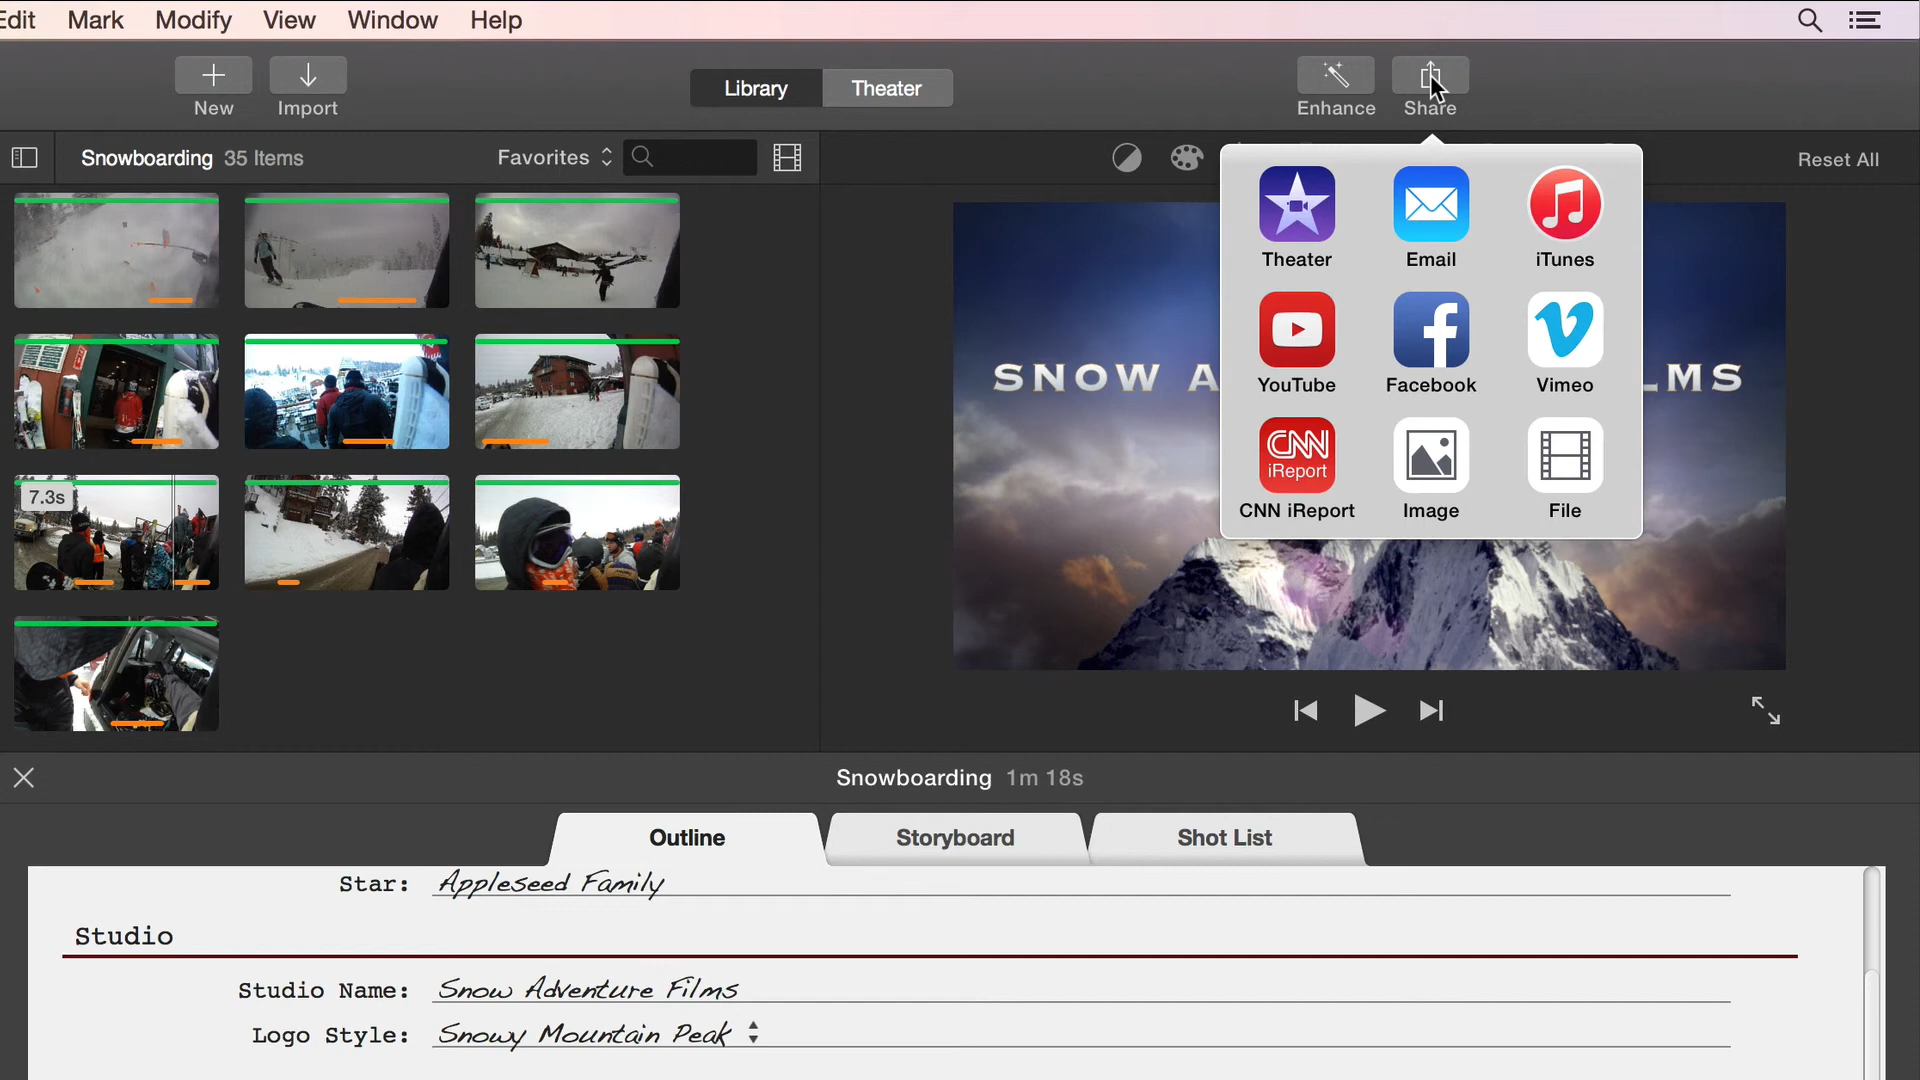 Edit Mark Modify View Window Help
New Import Library Theater Enhance Share
Snowboarding 35 Items Favorites Reset All
Theater Email iTunes
YouTube Facebook Vimeo
CNN
iReport
CNN iReport Image File
SNOW A LMS
7.3s
Snowboarding 1m 18s
Outline Storyboard Shot List
Star: Appleseed Family
Studio
Studio Name: Snow Adventure Films
Logo Style: Snowy Mountain Peak